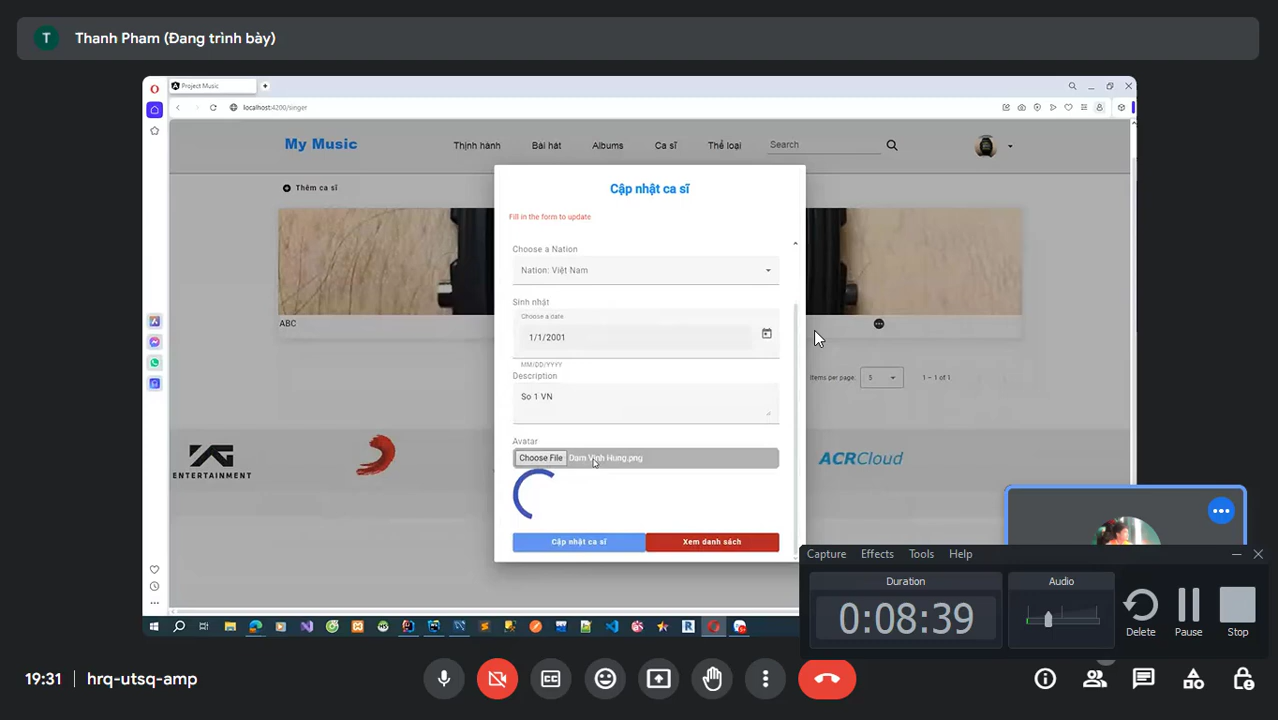 T
Thanh Pham (Đang trình bày)
Project Music
localhost:4200/singer
My Music
Thịnh hành
Bài hát
Albums
Ca sĩ
Thể loại
Search
Thêm ca sĩ
Cập nhật ca sĩ
Fill in the form to update
Choose a Nation
Nation: Việt Nam
Sinh nhật
Choose a date
1/1/2001
MM/DD/YYYY
Description
So 1 VN
Avatar
Choose File
Dam Vinh Hung.png
Cập nhật ca sĩ
Xem danh sách
ABC
Items per page:
5
1 – 1 of 1
YG
ENTERTAINMENT
ACRCloud
Capture
Effects
Tools
Help
Duration
Audio
0:08:39
Delete
Pause
Stop
19:31
hrq-utsq-amp